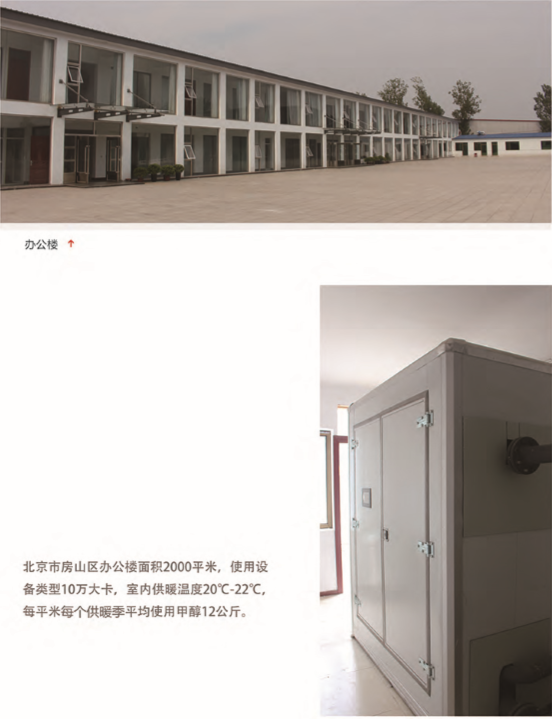 办公楼 ↑
北京市房山区办公楼面积2000平米，使用设
备类型10万大卡，室内供暖温度20℃-22℃，
每平米每个供暖季平均使用甲醇12公斤。